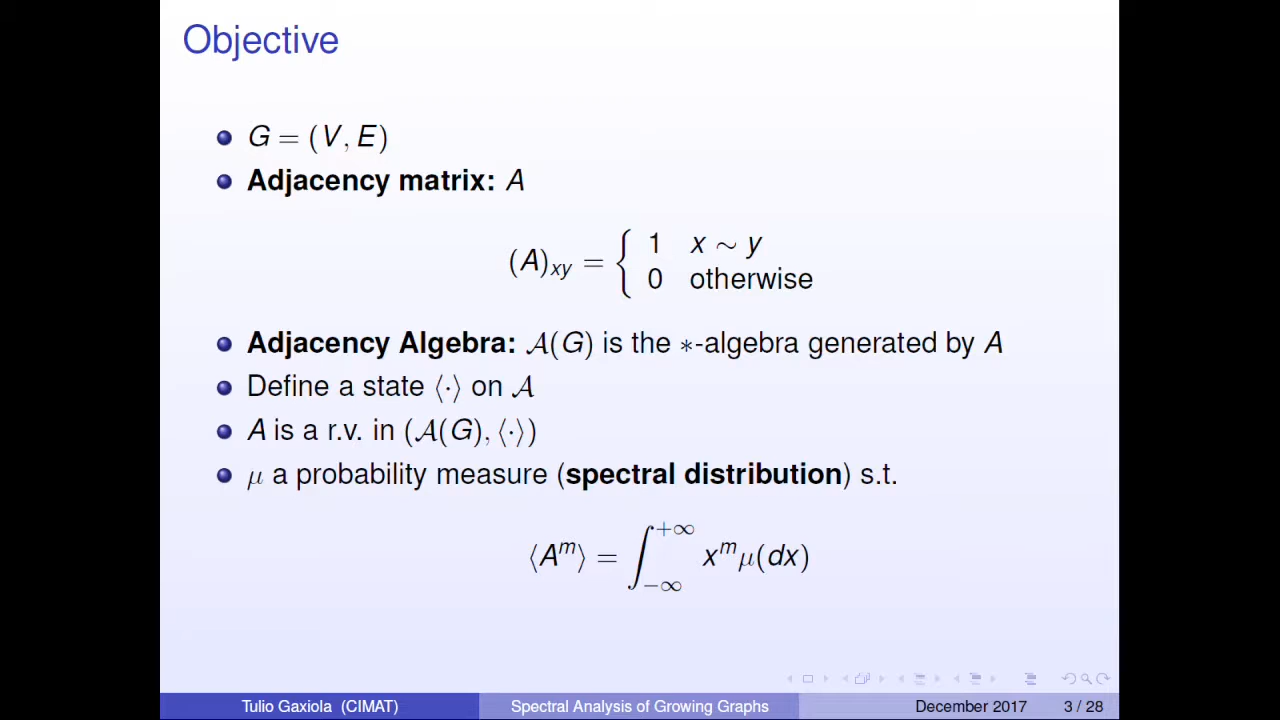 Objective
G = (V, E)
Adjacency matrix: A
(A)_{xy} = { 1 x ∼ y
0 otherwise
Adjacency Algebra: 𝒜(G) is the ∗-algebra generated by A
Define a state ⟨·⟩ on 𝒜
A is a r.v. in (𝒜(G), ⟨·⟩)
μ a probability measure (spectral distribution) s.t.
⟨A^m⟩ = ∫_{−∞}^{+∞} x^m μ(dx)
Tulio Gaxiola (CIMAT) Spectral Analysis of Growing Graphs December 2017 3 / 28